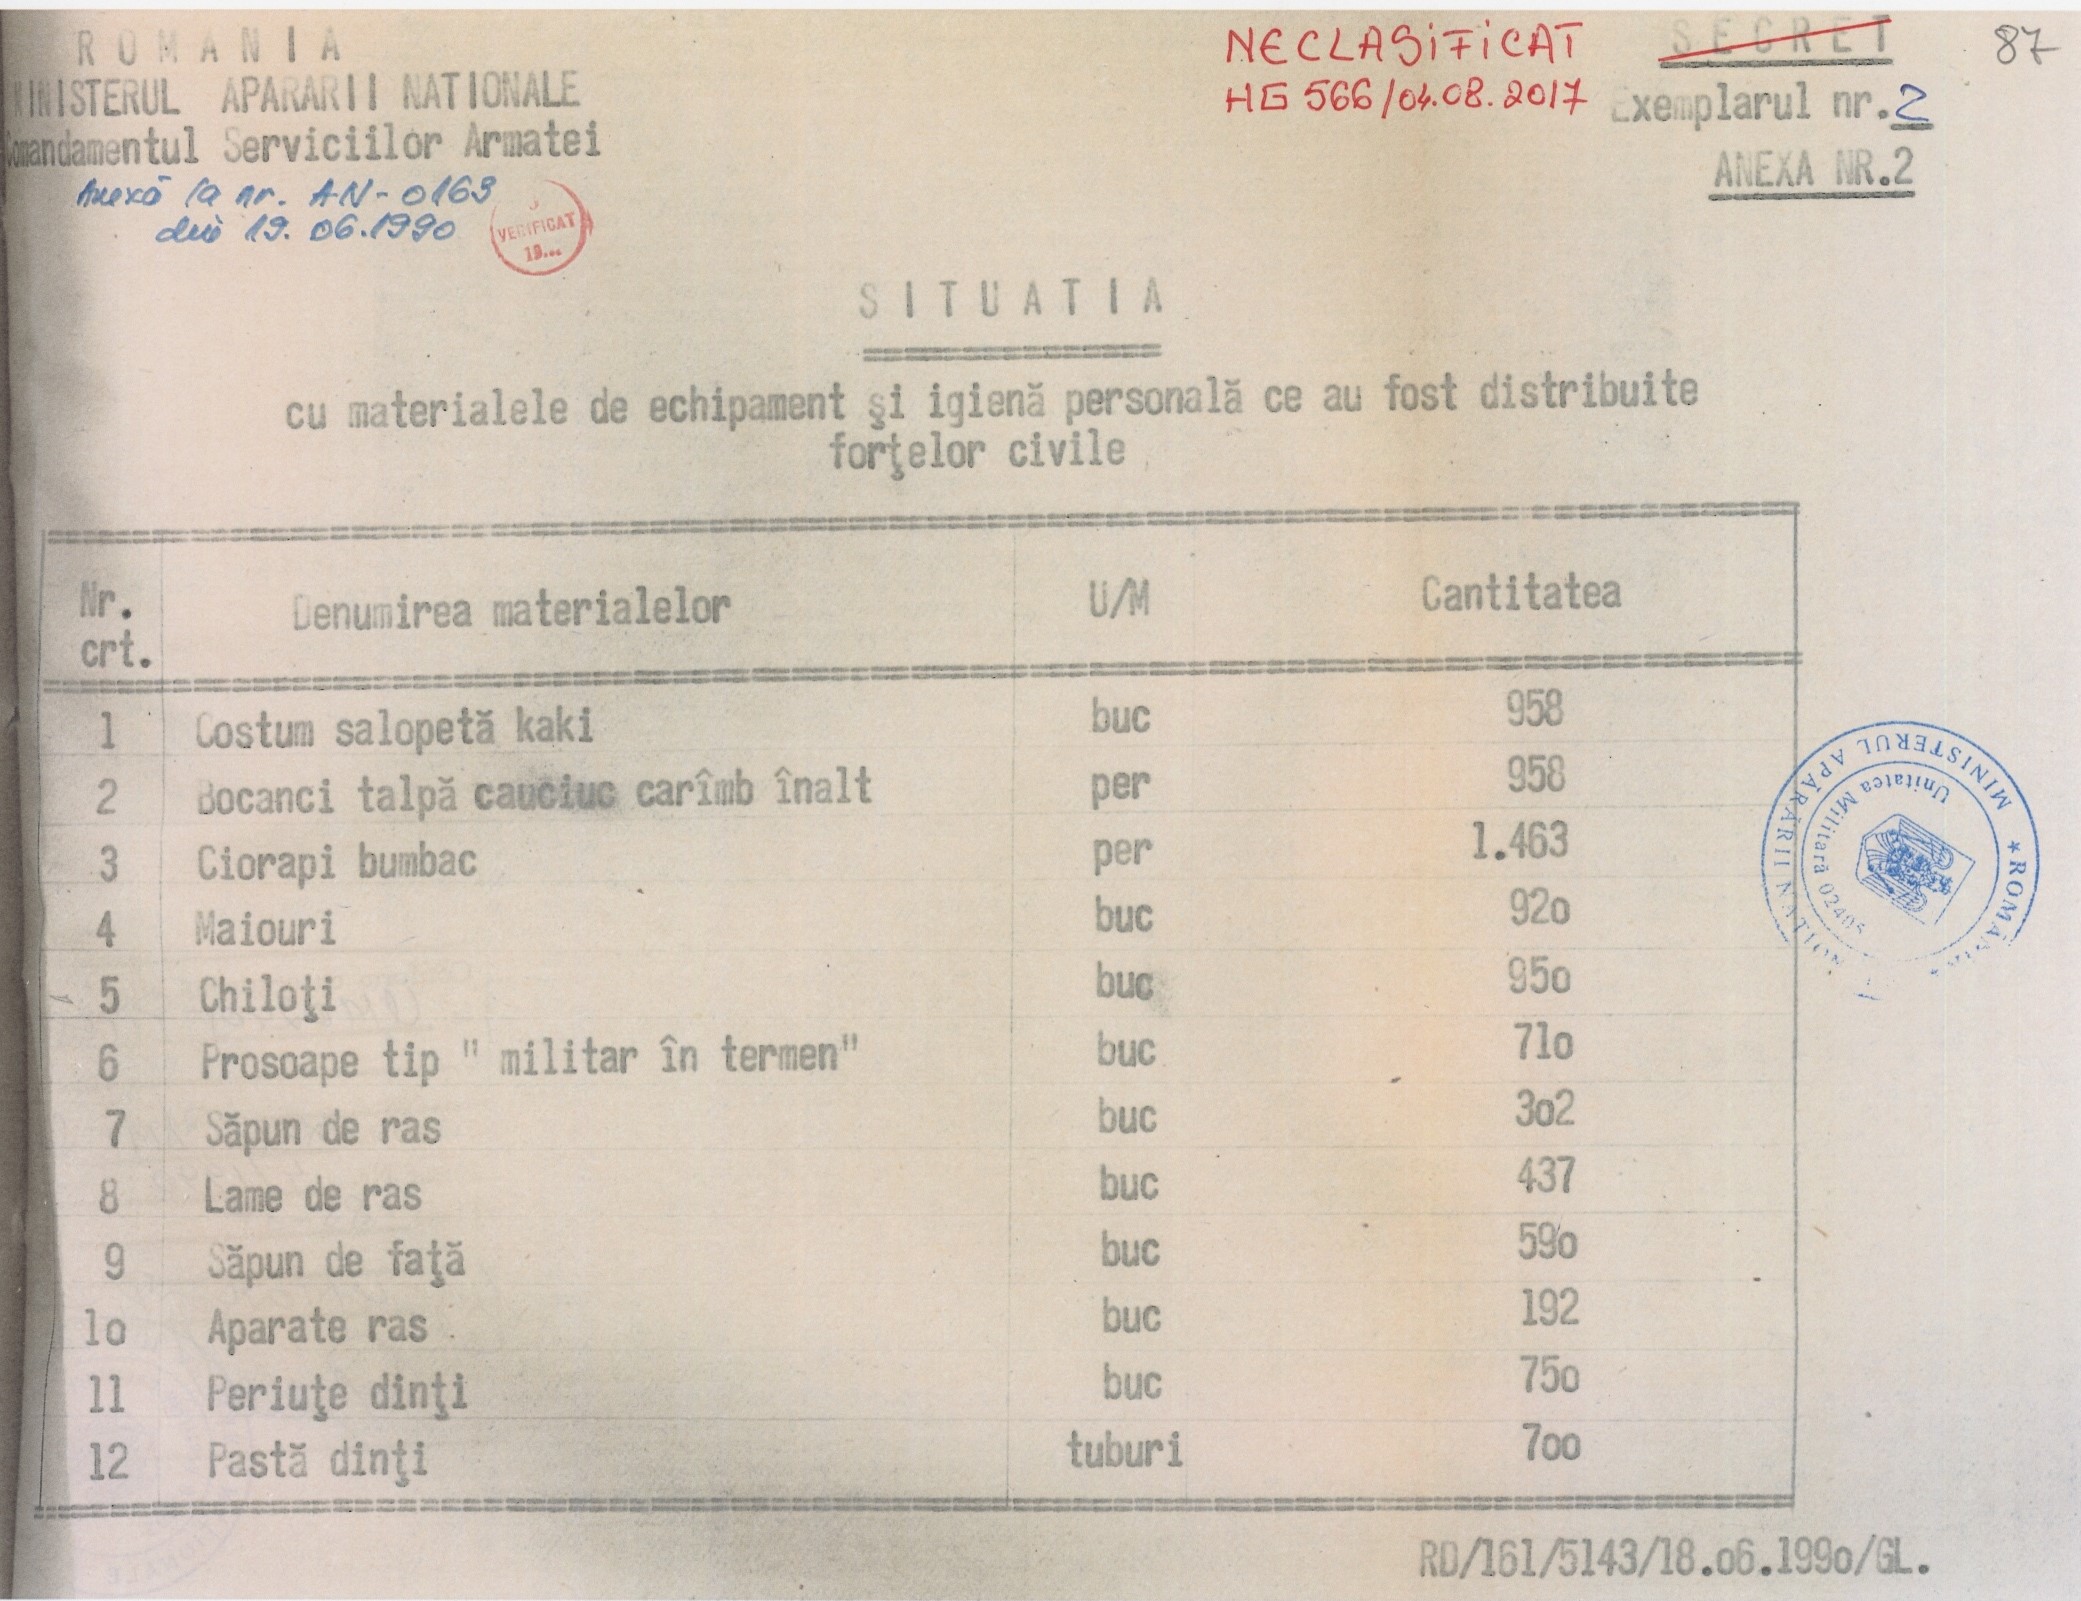 R O M A N I A
MINISTERUL APARARII NATIONALE
Comandamentul Serviciilor Armatei
Anexă la nr. AN-0163
din 19.06.1990
VERIFICAT
19...
NECLASIFICAT
HG 566/04.08.2017
S E C R E T
87
Exemplarul nr.2
ANEXA NR.2
S I T U A T I A
cu materialele de echipament şi igienă personală ce au fost distribuite
forţelor civile
Nr. crt. Denumirea materialelor U/M Cantitatea
1 Costum salopetă kaki buc 958
2 Bocanci talpă cauciuc carîmb înalt per 958
3 Ciorapi bumbac per 1.463
4 Maiouri buc 92o
5 Chiloţi buc 95o
6 Prosoape tip " militar în termen" buc 71o
7 Săpun de ras buc 3o2
8 Lame de ras buc 437
9 Săpun de faţă buc 59o
1o Aparate ras buc 192
11 Periuţe dinţi buc 75o
12 Pastă dinţi tuburi 7oo
* ROMÂNIA *
MINISTERUL APĂRĂRII NAȚION
Unitatea Militară 02405
RD/161/5143/18.o6.199o/GL.